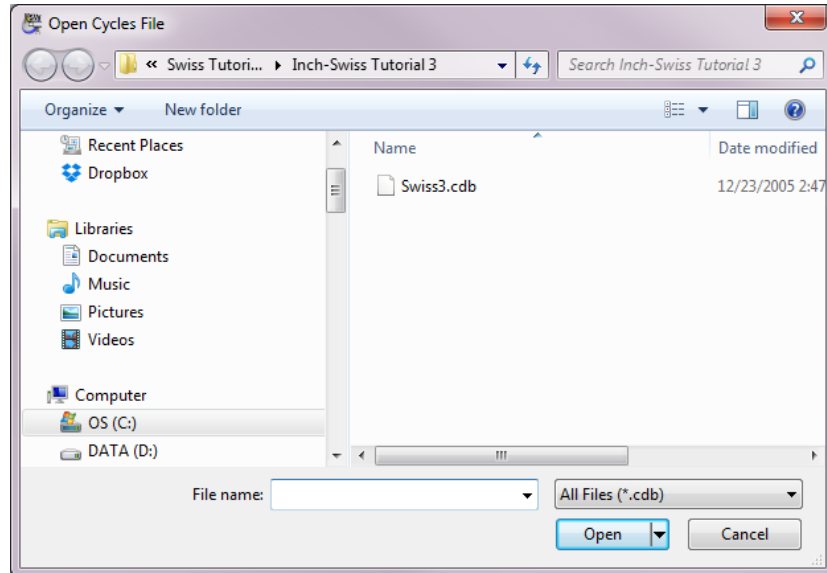 Open Cycles File
« Swiss Tutori... ▸ Inch-Swiss Tutorial 3
Search Inch-Swiss Tutorial 3
Organize
New folder
Recent Places
Dropbox
Libraries
Documents
Music
Pictures
Videos
Computer
OS (C:)
DATA (D:)
Name
Date modified
Swiss3.cdb
12/23/2005 2:47
File name:
All Files (*.cdb)
Open
Cancel